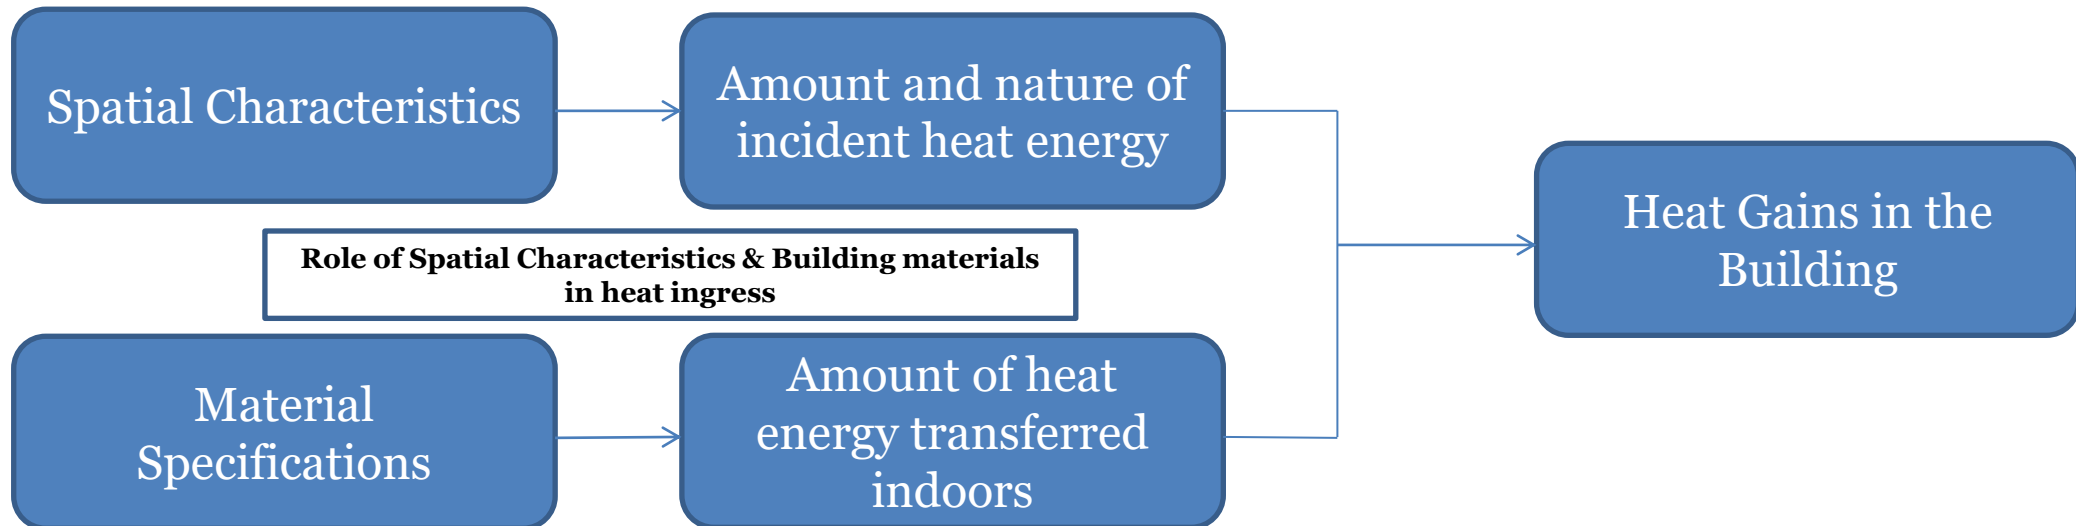 Spatial Characteristics
Amount and nature of
incident heat energy
Heat Gains in the
Building
Role of Spatial Characteristics & Building materials
in heat ingress
Material
Specifications
Amount of heat
energy transferred
indoors